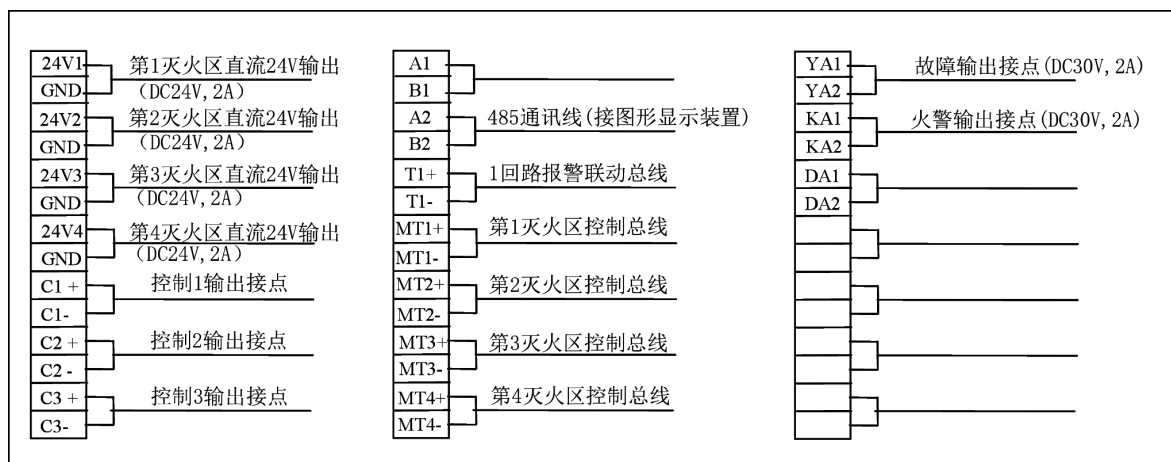 24V1
第1灭火区直流24V输出
GND
（DC24V,2A）
24V2
第2灭火区直流24V输出
GND
（DC24V,2A）
24V3
第3灭火区直流24V输出
GND
（DC24V,2A）
24V4
第4灭火区直流24V输出
GND
（DC24V,2A）
C1 +
控制1输出接点
C1-
C2 +
控制2输出接点
C2 -
C3 +
控制3输出接点
C3-
A1
B1
A2
485通讯线(接图形显示装置)
B2
T1+
1回路报警联动总线
T1-
MT1+
第1灭火区控制总线
MT1-
MT2+
第2灭火区控制总线
MT2-
MT3+
第3灭火区控制总线
MT3-
MT4+
第4灭火区控制总线
MT4-
YA1
故障输出接点(DC30V,2A)
YA2
KA1
火警输出接点(DC30V,2A)
KA2
DA1
DA2